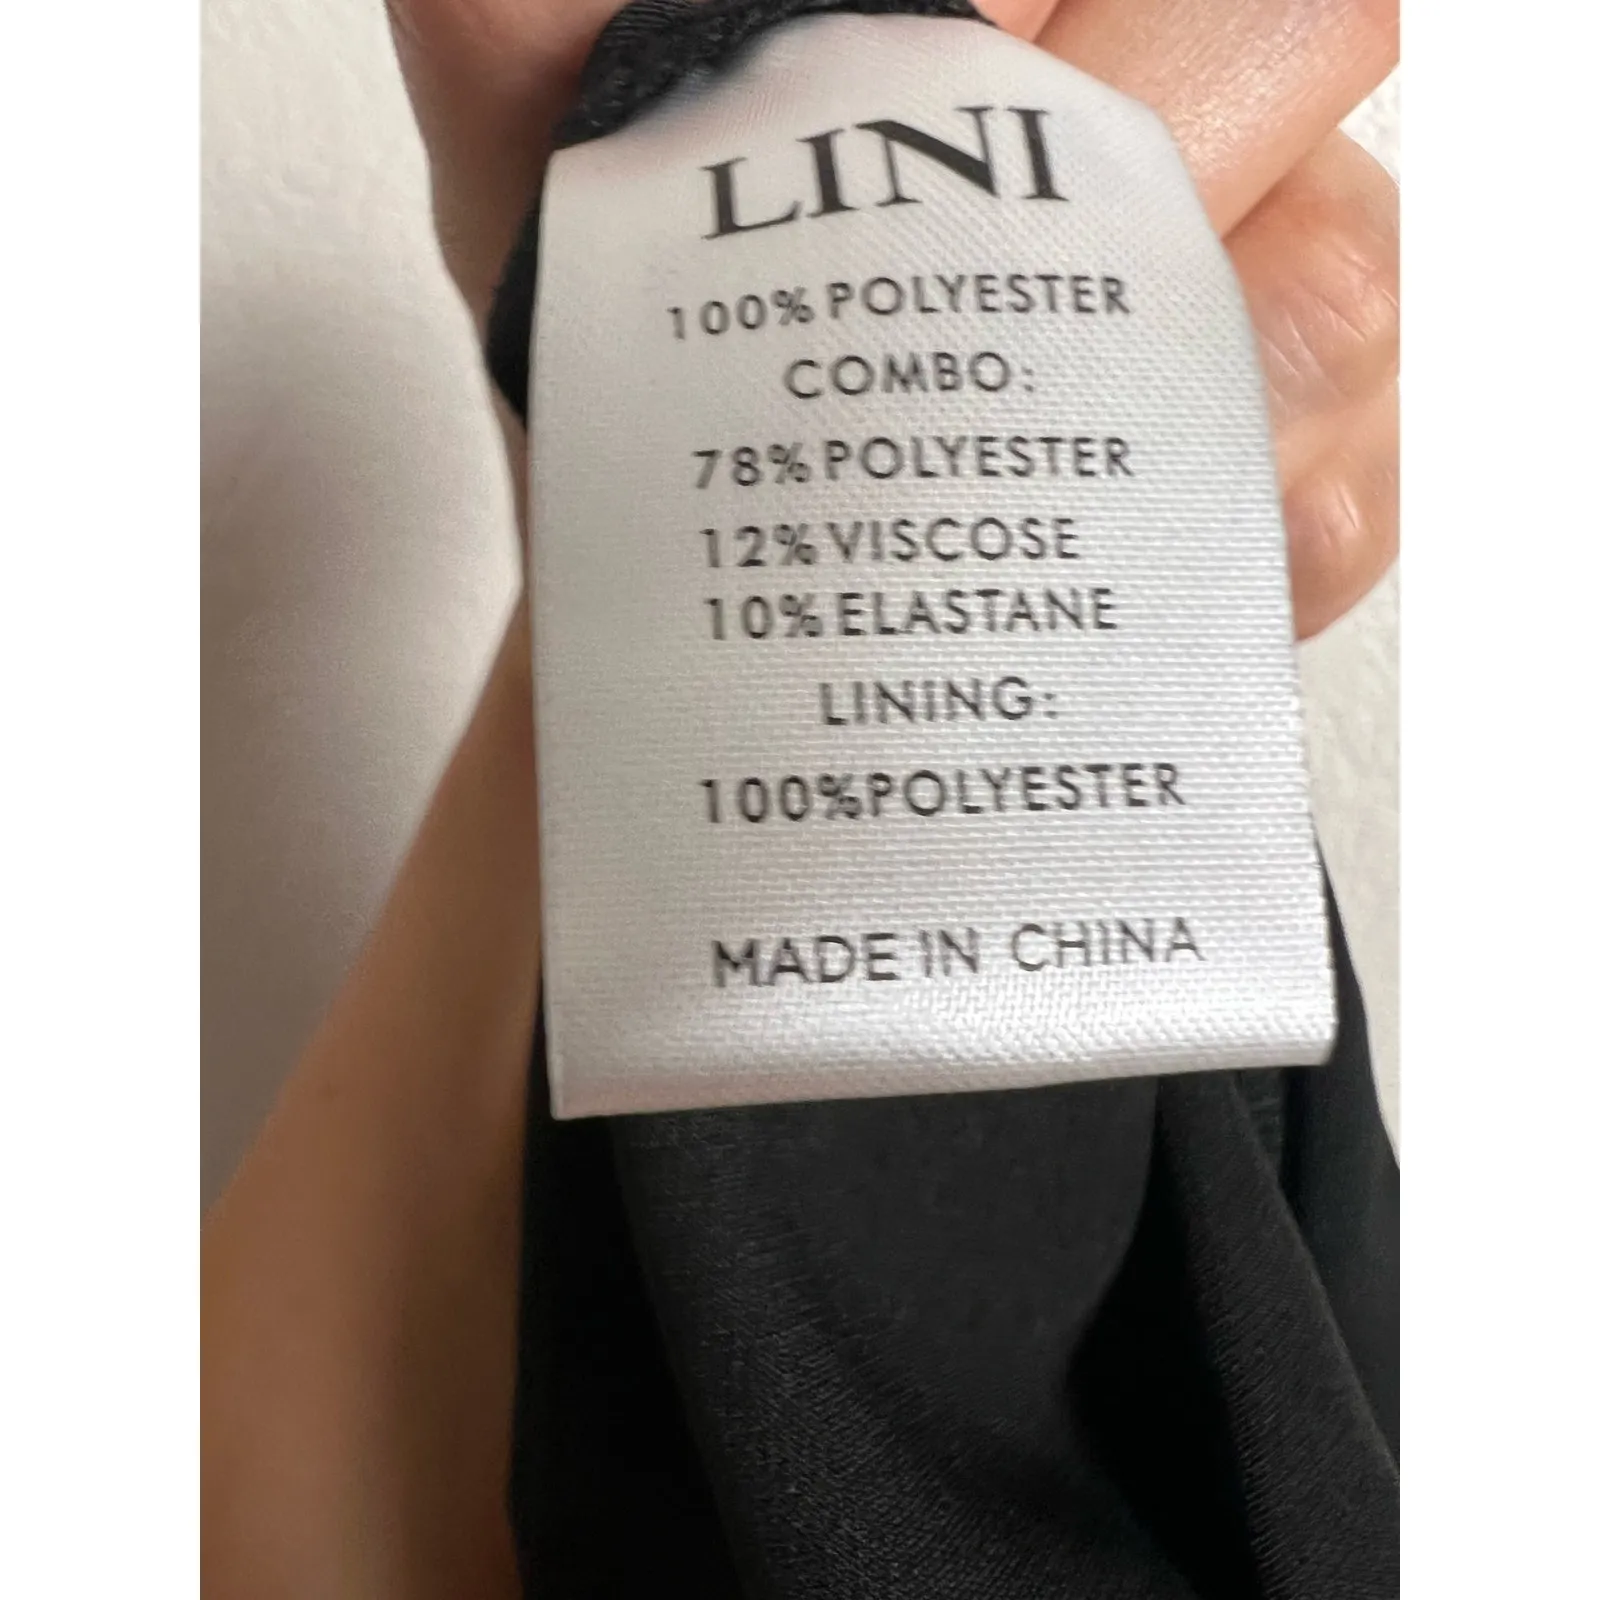 LINI
100% POLYESTER
COMBO:
78% POLYESTER
12% VISCOSE
10% ELASTANE
LINING:
100%POLYESTER
MADE IN CHINA